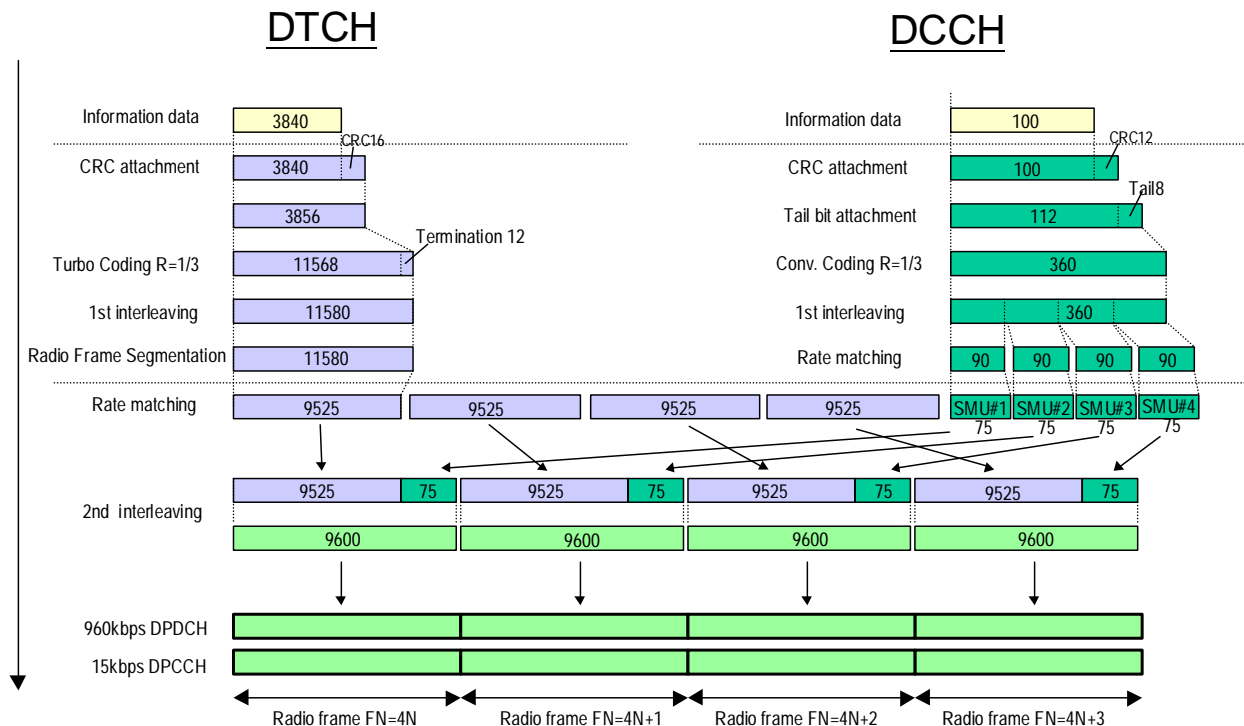 DTCH
DCCH
Information data
3840
Information data
100
CRC16
CRC12
CRC attachment
3840
CRC attachment
100
Tail8
3856
Tail bit attachment
112
Termination 12
Turbo Coding R=1/3
11568
Conv. Coding R=1/3
360
1st interleaving
11580
1st interleaving
360
Radio Frame Segmentation
11580
Rate matching
90
90
90
90
Rate matching
9525
9525
9525
9525
SMU#1
SMU#2
SMU#3
SMU#4
75
75
75
75
9525
75
9525
75
9525
75
9525
75
2nd interleaving
9600
9600
9600
9600
960kbps DPDCH
15kbps DPCCH
Radio frame FN=4N
Radio frame FN=4N+1
Radio frame FN=4N+2
Radio frame FN=4N+3